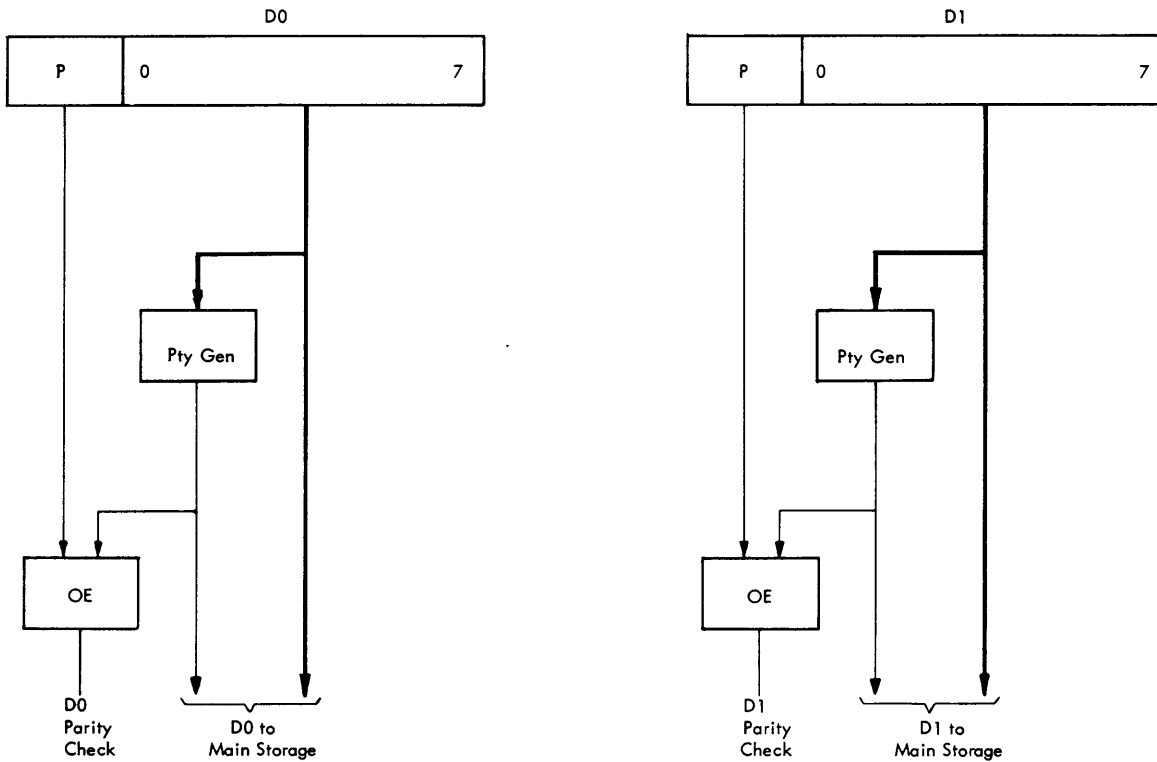 D0
P 0 7
Pty Gen
OE
D0
Parity
Check
D0 to
Main Storage
D1
P 0 7
Pty Gen
OE
D1
Parity
Check
D1 to
Main Storage